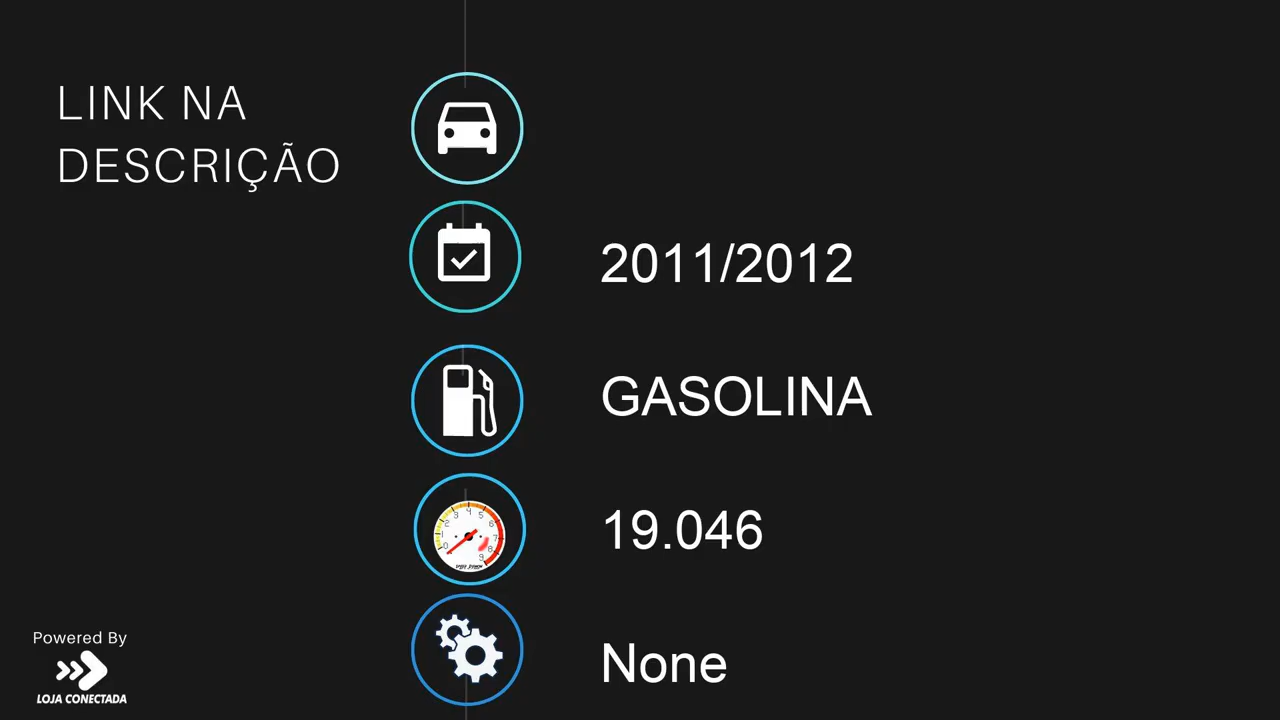 LINK NA
DESCRIÇÃO
2011/2012
GASOLINA
19.046
None
Powered By
LOJA CONECTADA